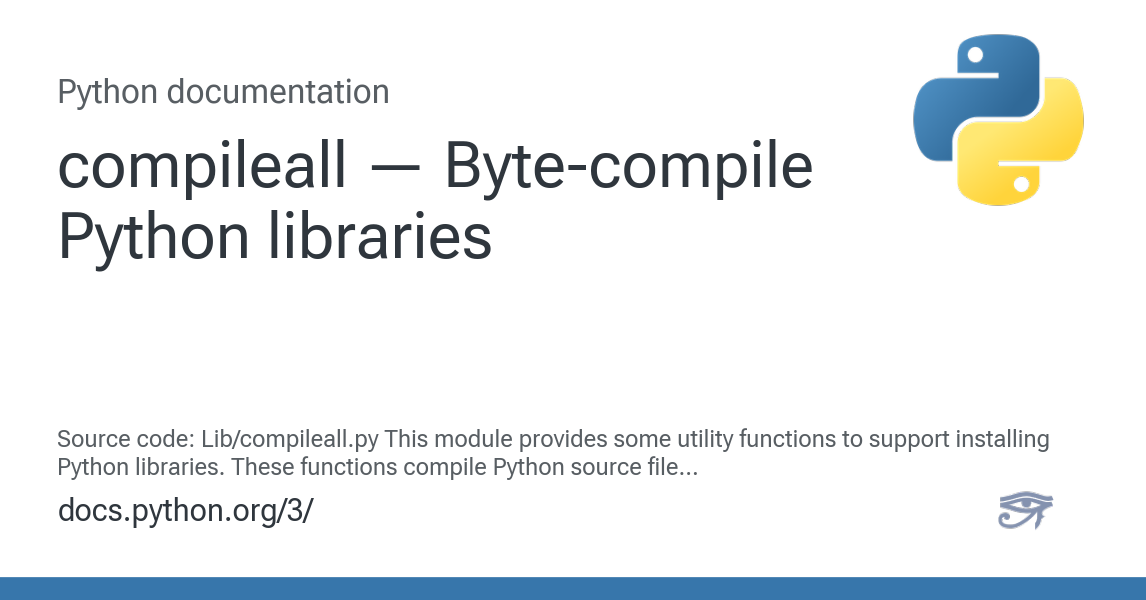 Python documentation
compileall — Byte-compile
Python libraries
Source code: Lib/compileall.py This module provides some utility functions to support installing
Python libraries. These functions compile Python source file...
docs.python.org/3/